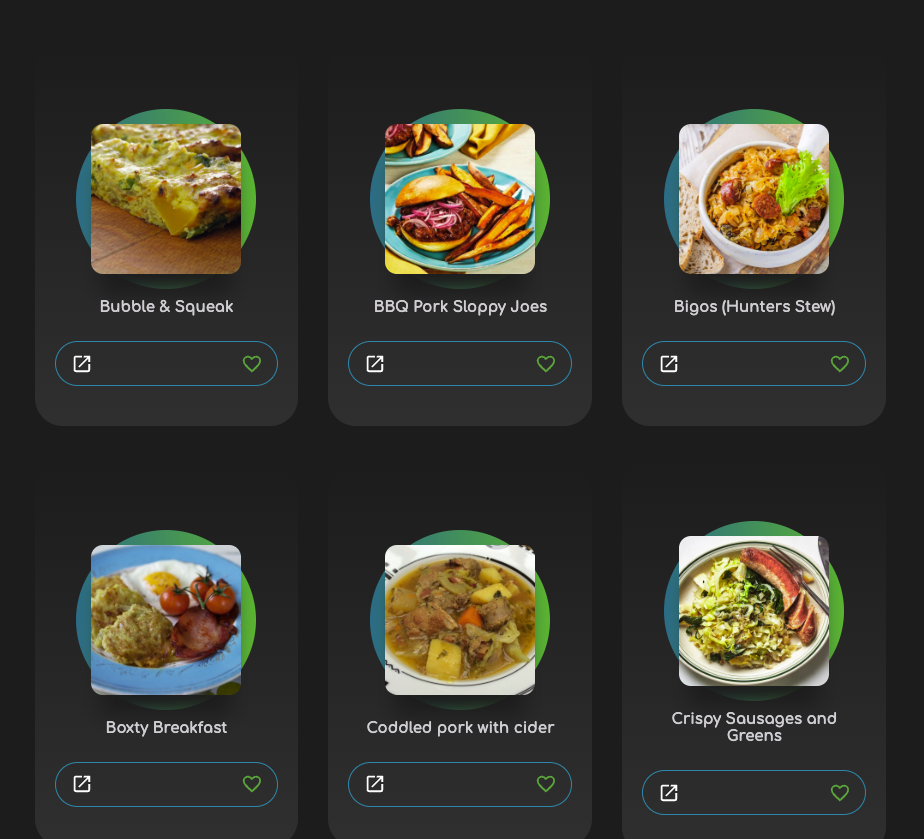 Bubble & Squeak
BBQ Pork Sloppy Joes
Bigos (Hunters Stew)
Boxty Breakfast
Coddled pork with cider
Crispy Sausages and
Greens